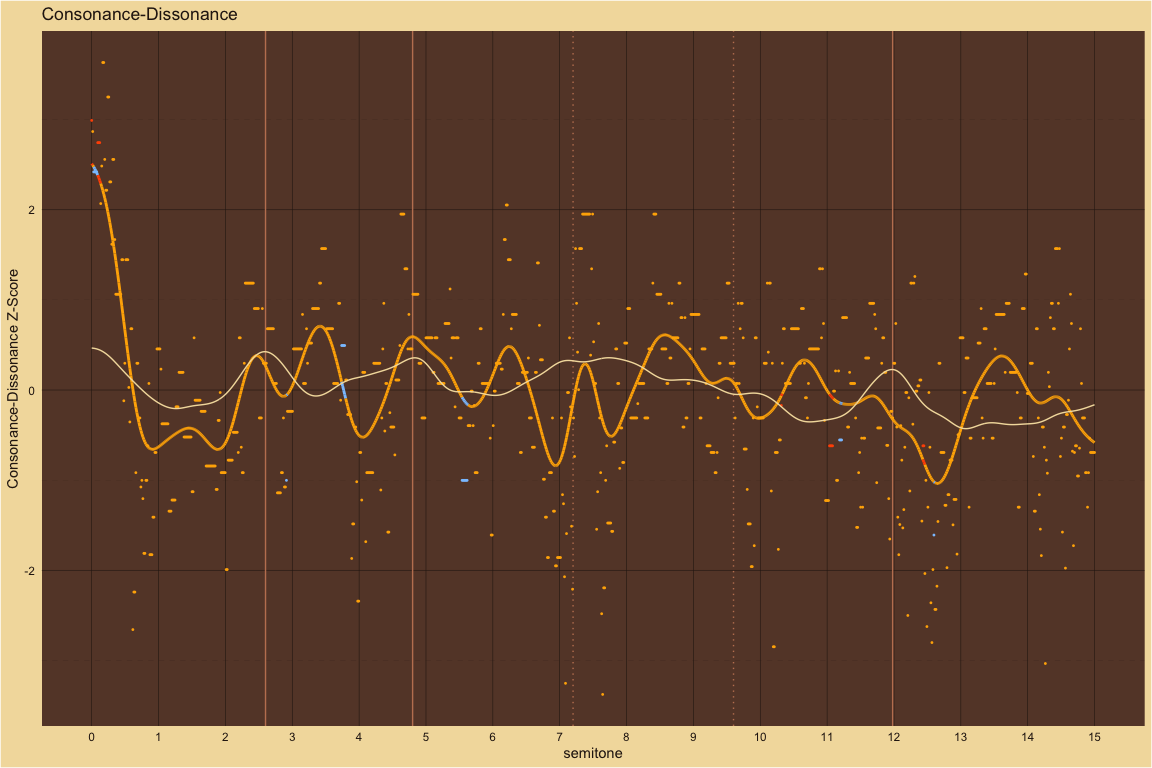 Consonance-Dissonance
Consonance-Dissonance Z-Score
2
0
-2
0 1 2 3 4 5 6 7 8 9 10 11 12 13 14 15
semitone